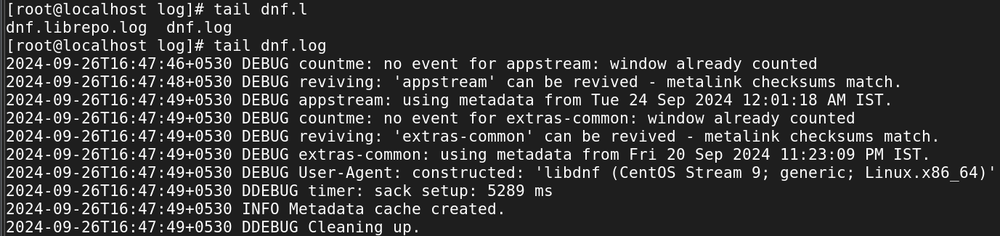 [root@localhost log]# tail dnf.l
dnf.librepo.log  dnf.log
[root@localhost log]# tail dnf.log
2024-09-26T16:47:46+0530 DEBUG countme: no event for appstream: window already counted
2024-09-26T16:47:48+0530 DEBUG reviving: 'appstream' can be revived - metalink checksums match.
2024-09-26T16:47:49+0530 DEBUG appstream: using metadata from Tue 24 Sep 2024 12:01:18 AM IST.
2024-09-26T16:47:49+0530 DEBUG countme: no event for extras-common: window already counted
2024-09-26T16:47:49+0530 DEBUG reviving: 'extras-common' can be revived - metalink checksums match.
2024-09-26T16:47:49+0530 DEBUG extras-common: using metadata from Fri 20 Sep 2024 11:23:09 PM IST.
2024-09-26T16:47:49+0530 DEBUG User-Agent: constructed: 'libdnf (CentOS Stream 9; generic; Linux.x86_64)'
2024-09-26T16:47:49+0530 DDEBUG timer: sack setup: 5289 ms
2024-09-26T16:47:49+0530 INFO Metadata cache created.
2024-09-26T16:47:49+0530 DDEBUG Cleaning up.